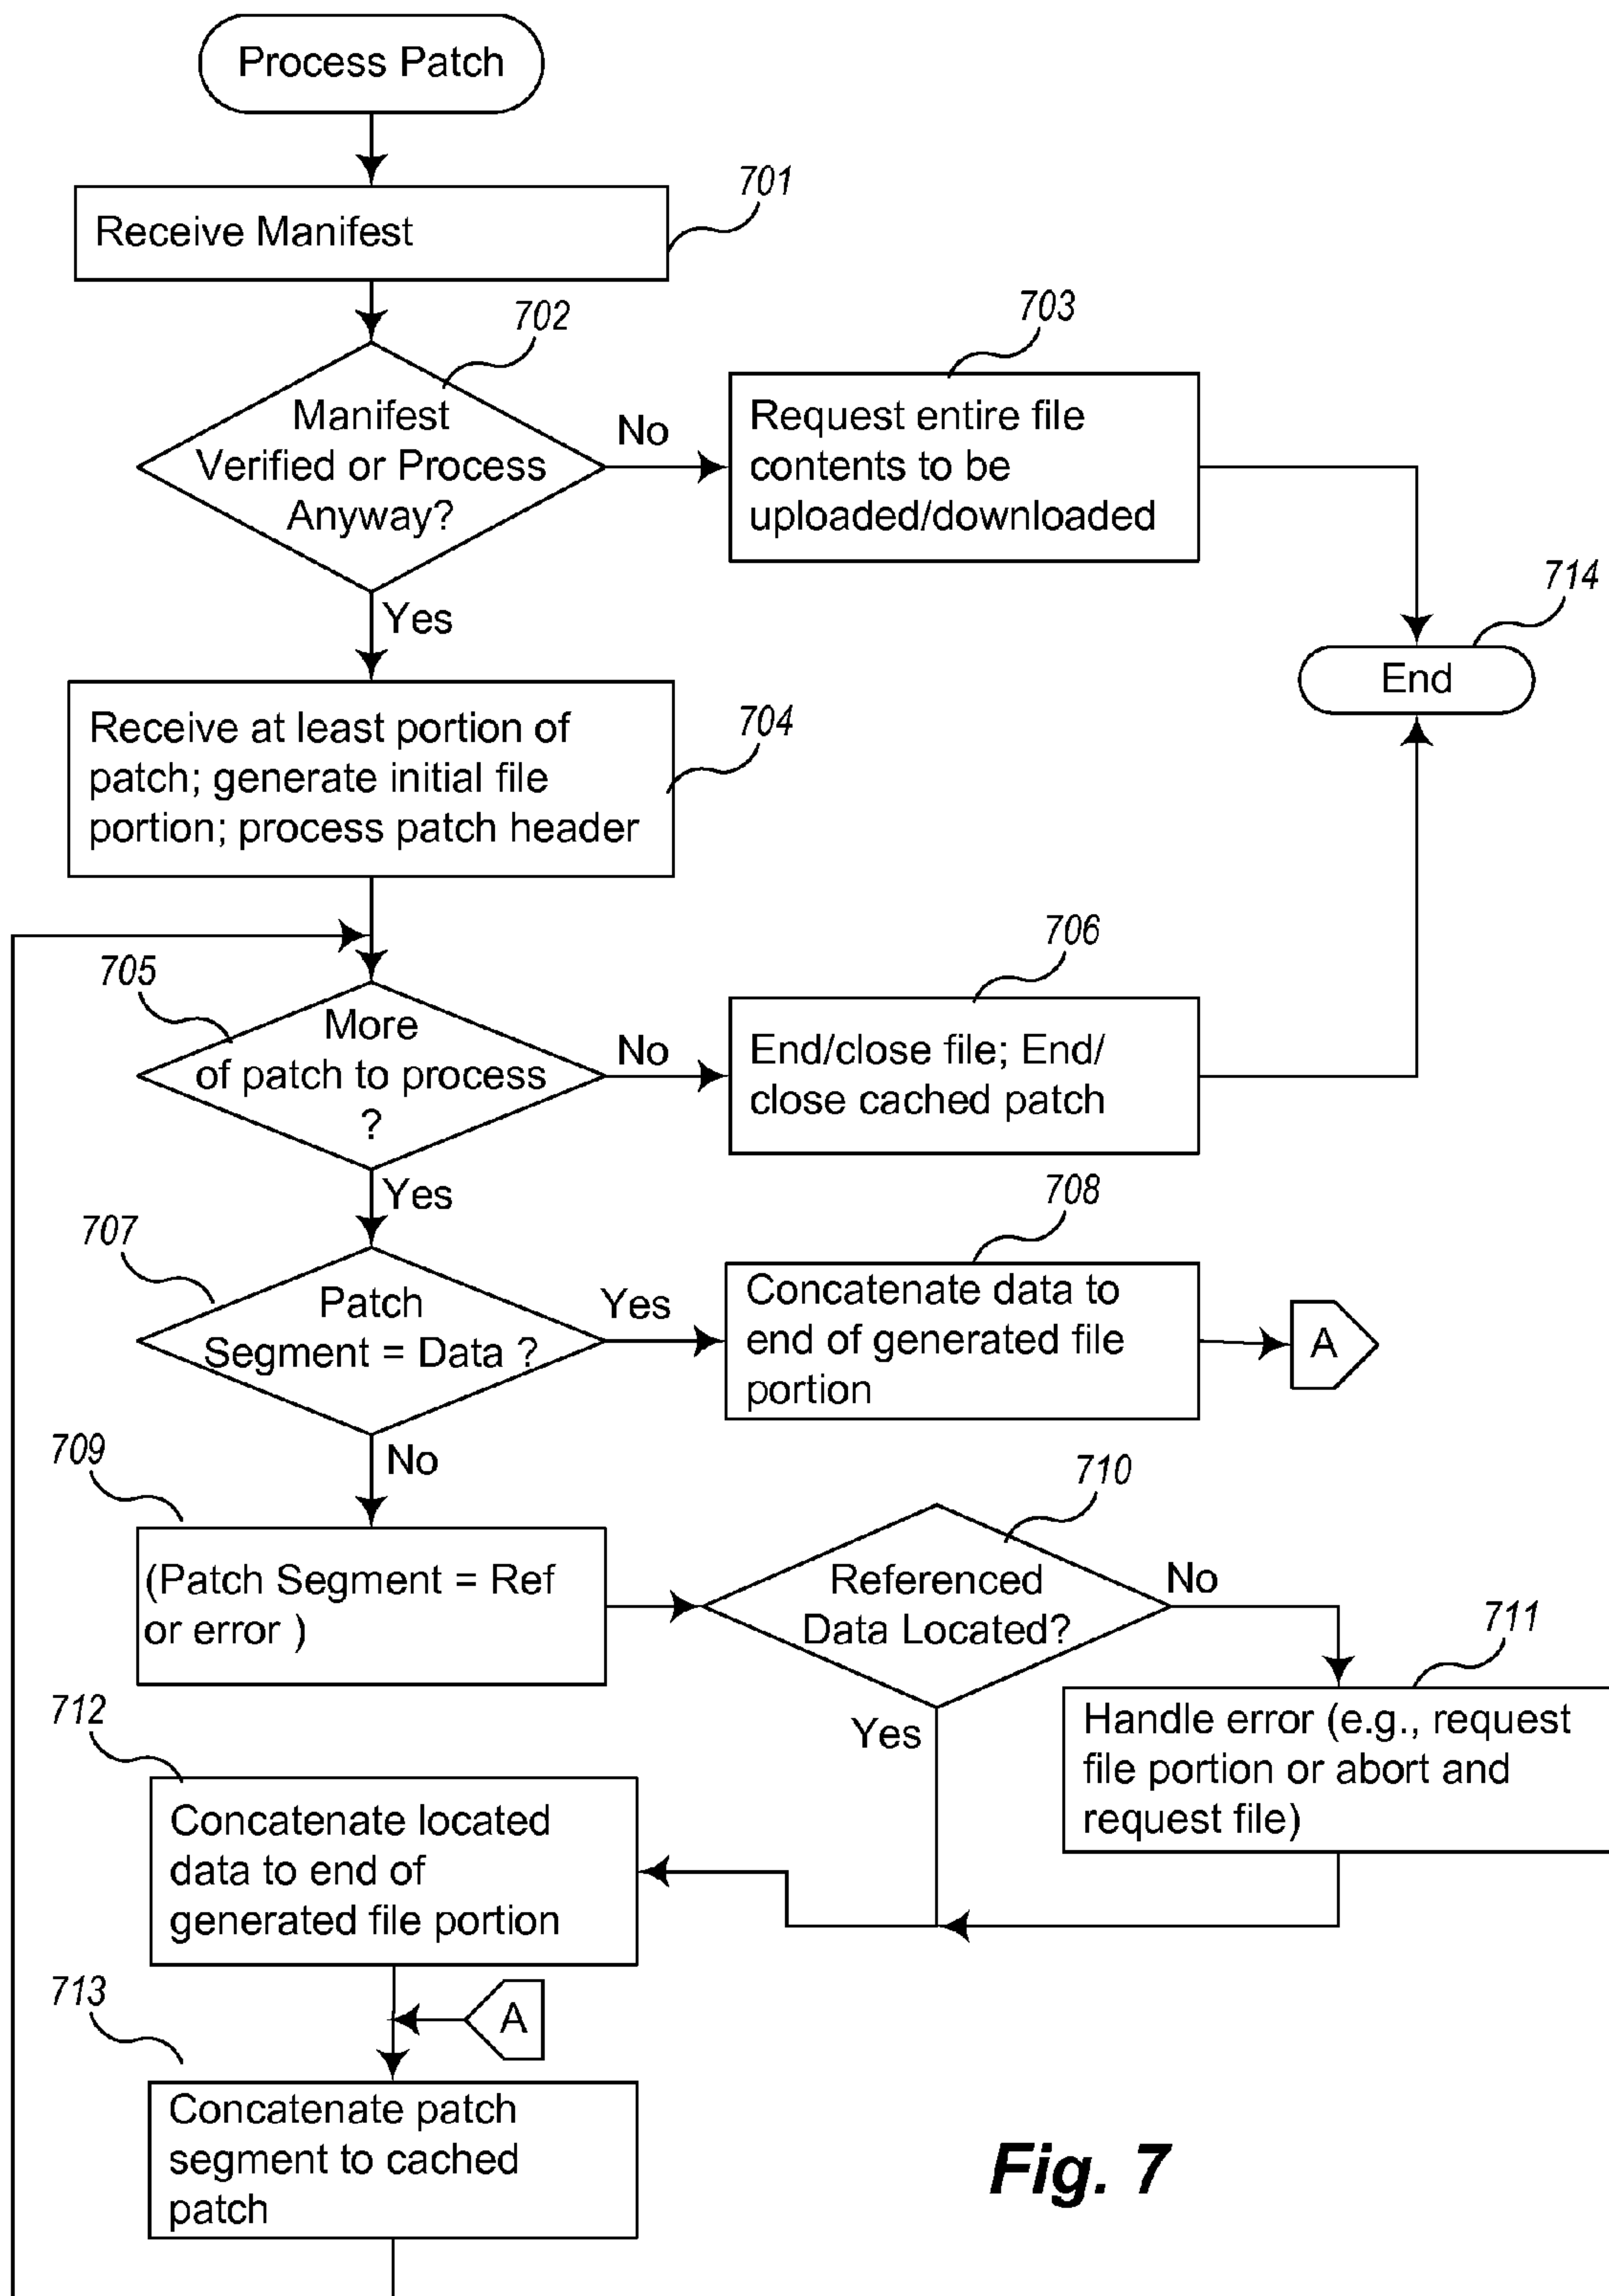 Process Patch
701
Receive Manifest
702
703
Manifest
Verified or Process
Anyway?
No
Request entire file
contents to be
uploaded/downloaded
714
Yes
End
Receive at least portion of
patch; generate initial file
portion; process patch header
704
705
706
More
of patch to process
?
No
End/close file; End/
close cached patch
Yes
707
708
Patch
Segment = Data ?
Yes
Concatenate data to
end of generated file
portion
A
709
No
710
(Patch Segment = Ref
or error )
Referenced
Data Located?
No
711
712
Yes
Handle error (e.g., request
file portion or abort and
request file)
Concatenate located
data to end of
generated file portion
713
A
Concatenate patch
segment to cached
patch
Fig. 7